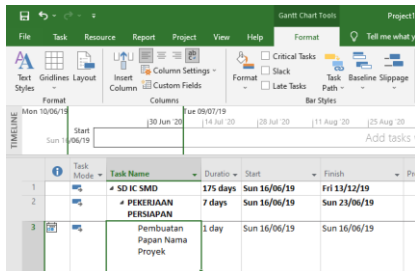 Gantt Chart Tools Project1
File Task Resource Report Project View Help Format Tell me what y
Text Styles Gridlines Layout Insert Column Column Settings Custom Fields Format Critical Tasks Slack Late Tasks Task Path Baseline Slippage
Format Columns Bar Styles
Mon 10/06/19 Tue 09/07/19
30 Jun '20 14 Jul '20 28 Jul '20 11 Aug '20 25 Aug '20
TIMELINE
Start
Sun 16/06/19
Add tasks
Task Mode Task Name Duratio Start Finish Pr
1 SD IC SMD 175 days Sun 16/06/19 Fri 13/12/19
2 PEKERJAAN PERSIAPAN 7 days Sun 16/06/19 Sun 23/06/19
3 Pembuatan Papan Nama Proyek 1 day Sun 16/06/19 Sun 16/06/19